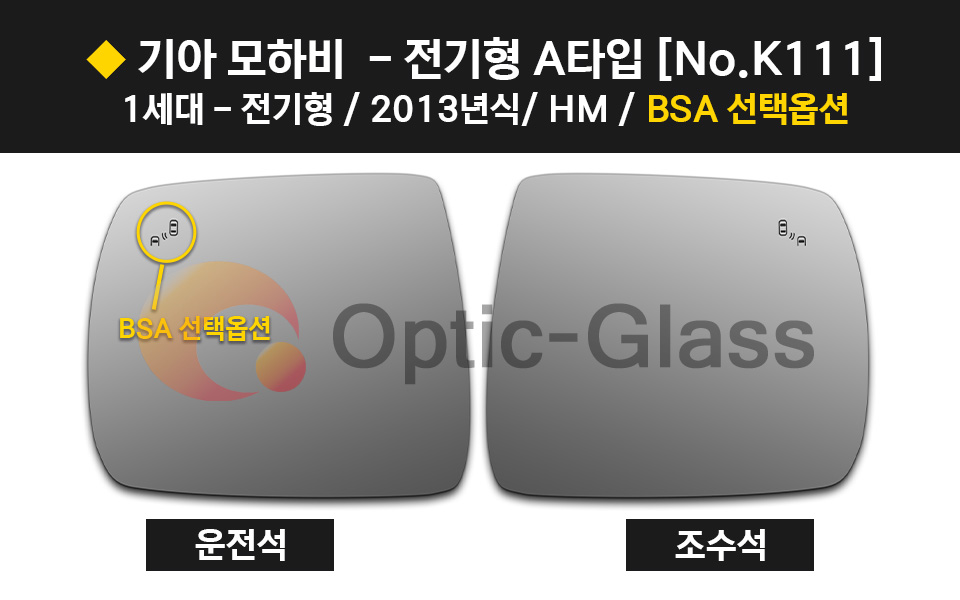 ◆ 기아 모하비 – 전기형 A타입 [No.K111]
1세대 – 전기형 / 2013년식/ HM / BSA 선택옵션
BSA 선택옵션
Optic-Glass
운전석
조수석